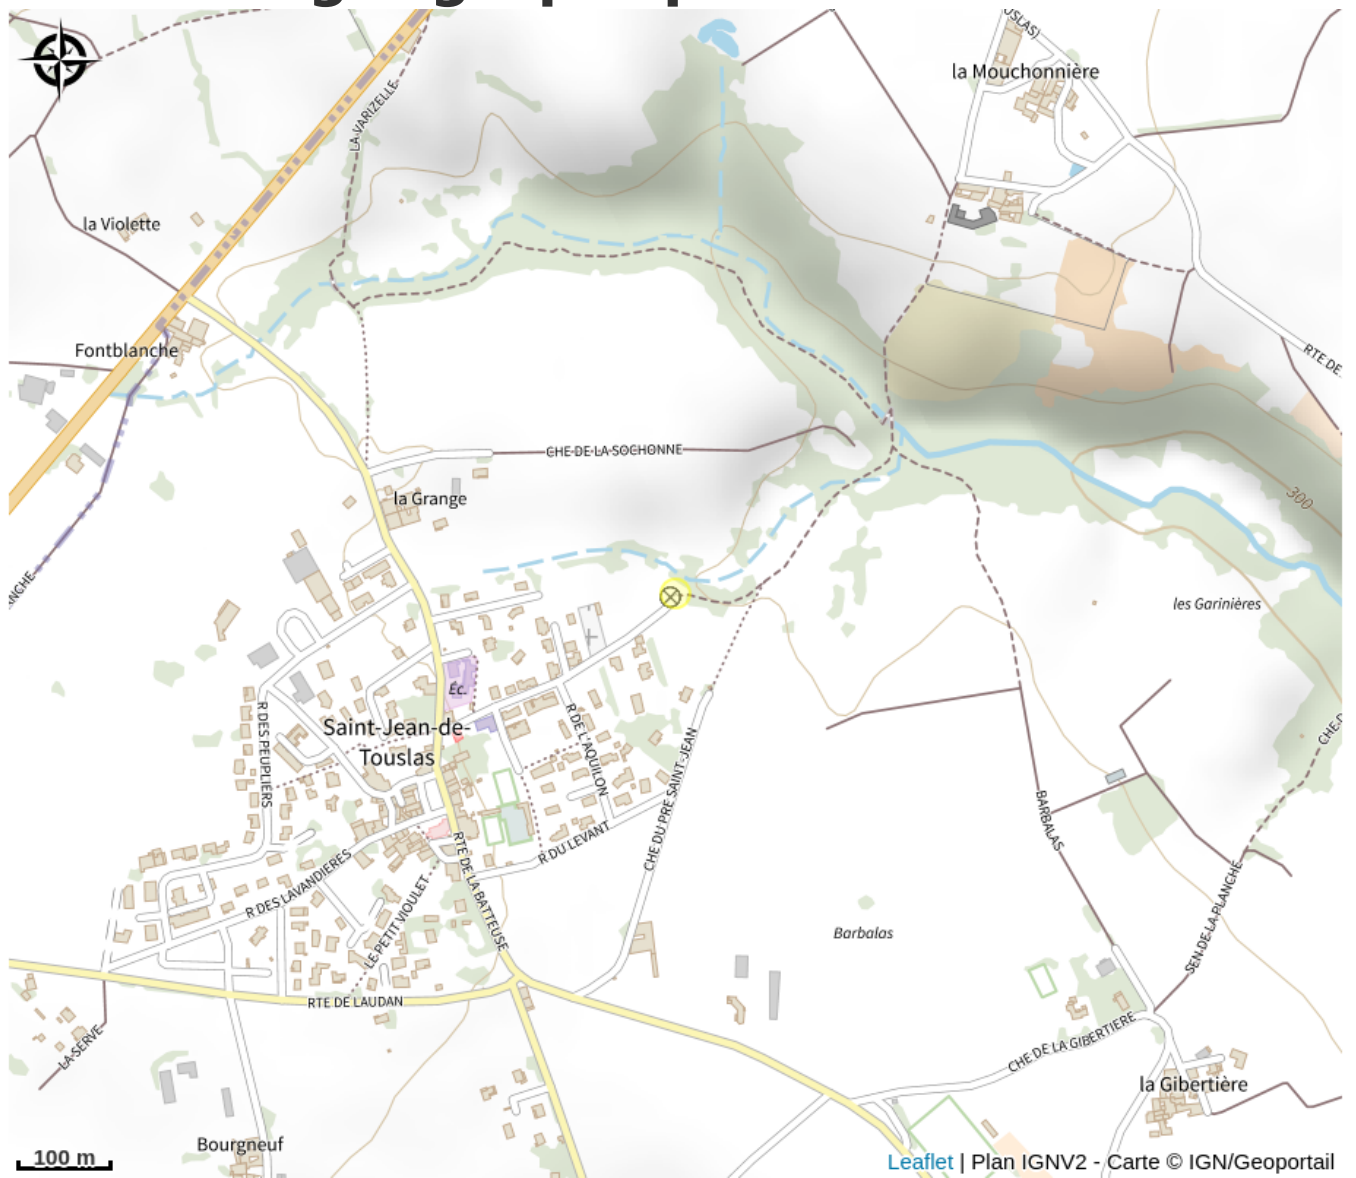 USLAS)
la Mouchonnière
LA VARIZELLE
la Violette
Fontblanche
RTE DE
CHE DE LA SOCHONNE
la Grange
300
ANCHE
les Garinières
Éc.
Saint-Jean-de-
Touslas
R DES PEUPLIERS
R DE L'AQUILON
CHE DU PRE SAINT-JEAN
CHE D
BARBALAS
R DU LEVANT
RTE DE LA BATTEUSE
R DES LAVANDIERES
LE PETIT VIOULET
Barbalas
SEN DE LA PLANCHE
RTE DE LAUDAN
LA SERVE
CHE DE LA GIBERTIERE
la Gibertière
Bourgneuf
100 m
Leaflet | Plan IGNV2 - Carte © IGN/Geoportail